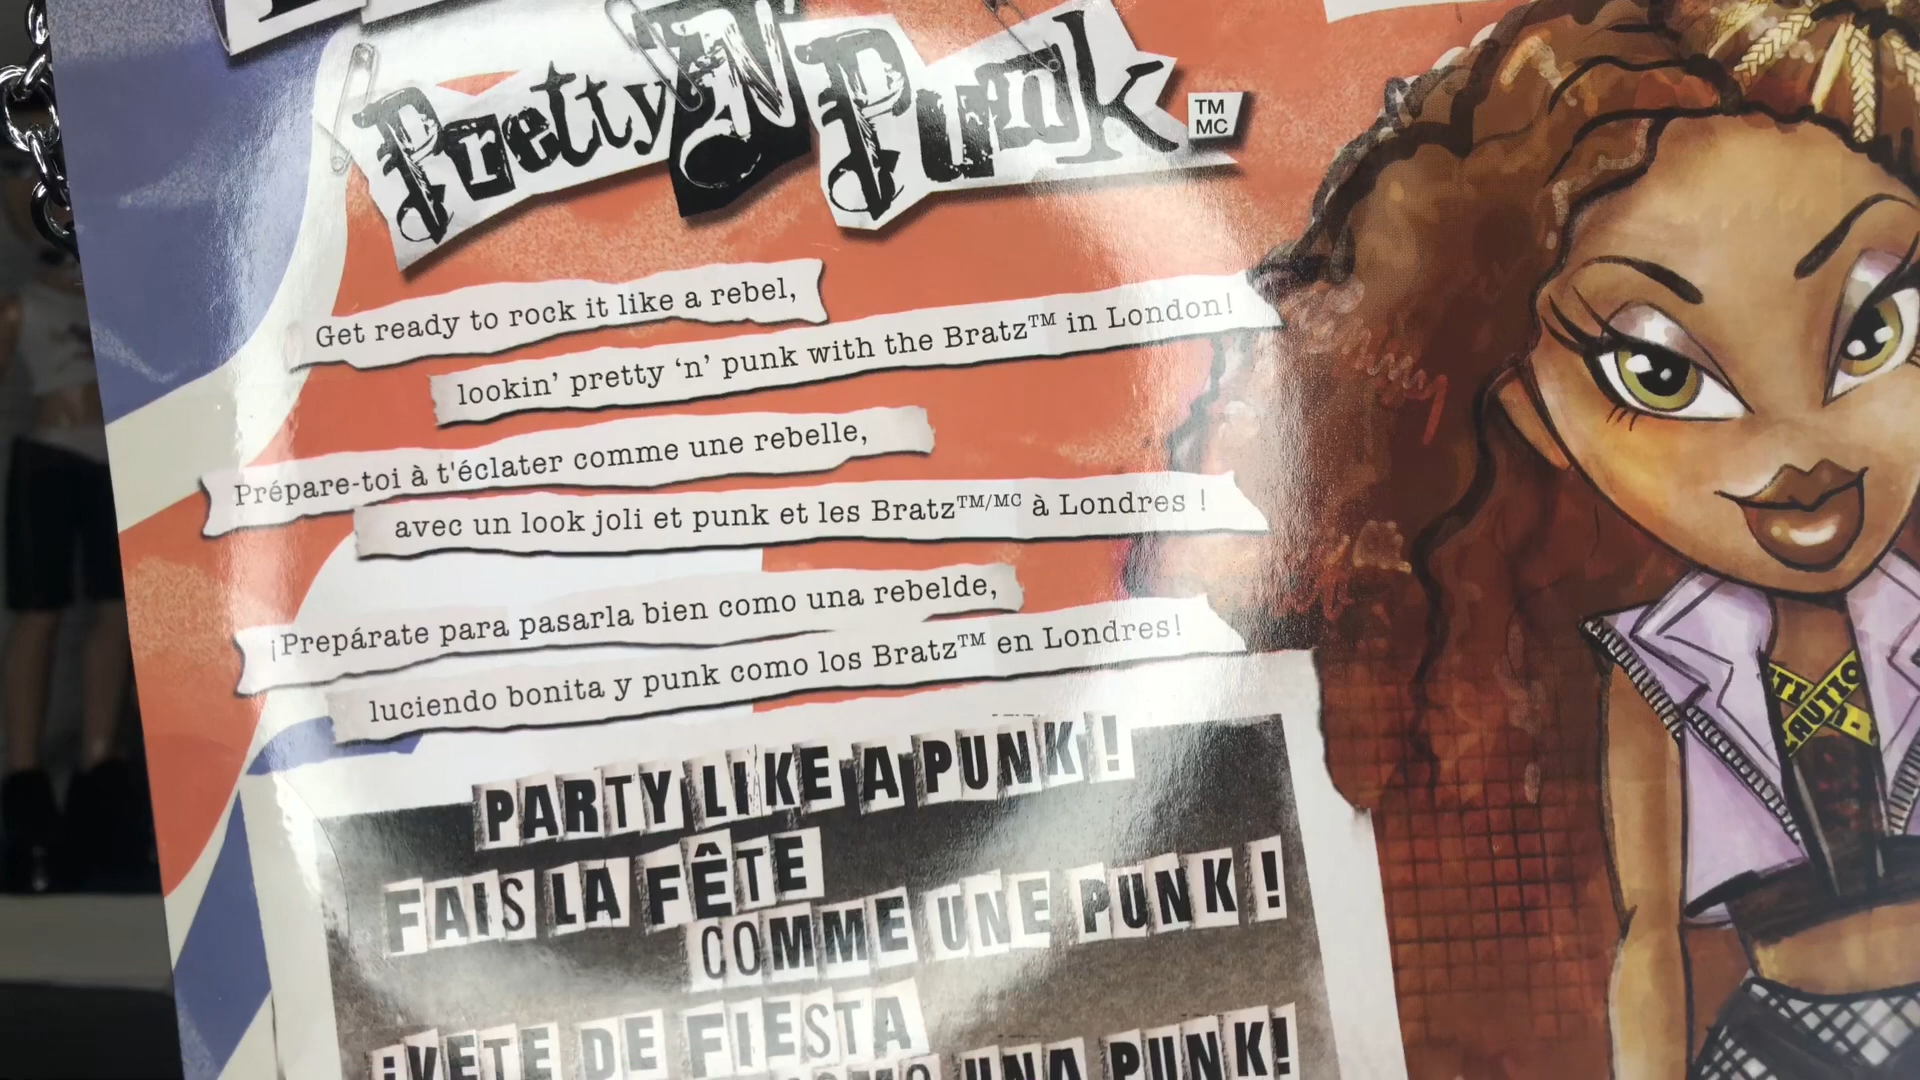 Pretty 'N' Punk
TM
MC
Get ready to rock it like a rebel,
lookin' pretty 'n' punk with the Bratz™ in London!
Prépare-toi à t'éclater comme une rebelle,
avec un look joli et punk et les Bratz™/MC à Londres !
¡Prepárate para pasarla bien como una rebelde,
luciendo bonita y punk como los Bratz™ en Londres!
PARTY LIKE A PUNK!
FAIS LA FÊTE
COMME UNE PUNK!
¡VETE DE FIESTA
COMO UNA PUNK!
CAUTIO